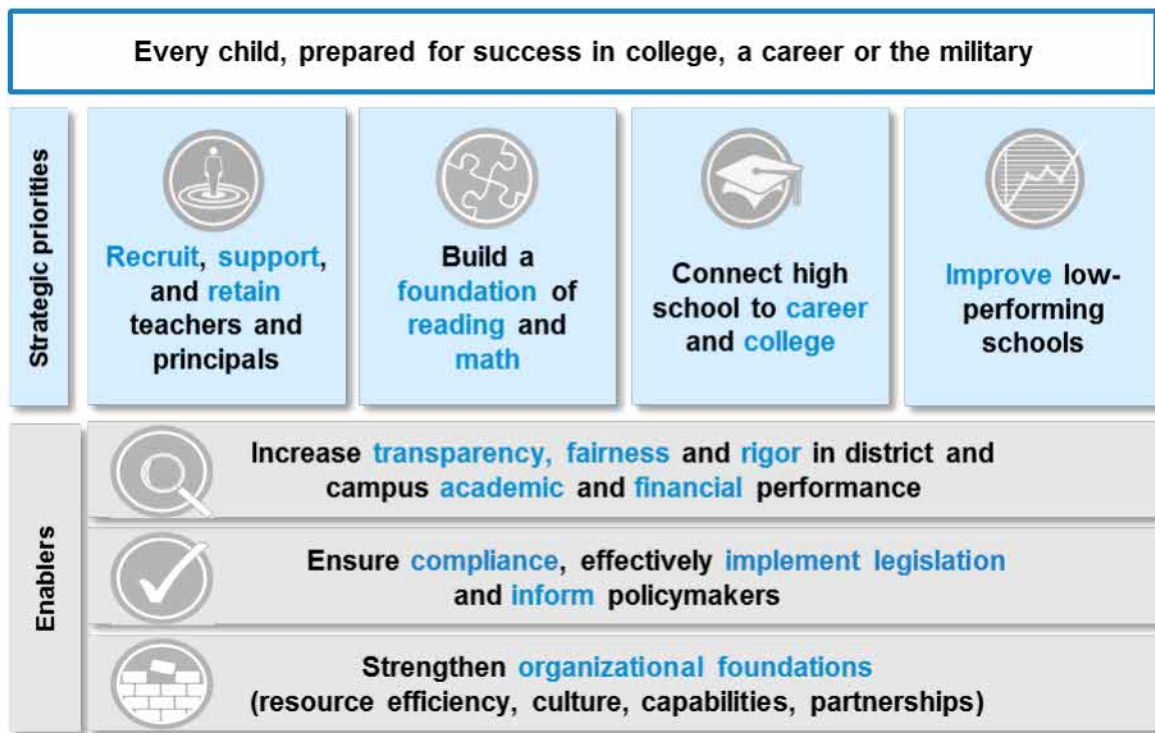 Every child, prepared for success in college, a career or the military
Strategic priorities
Recruit, support,
and retain
teachers and
principals
Build a
foundation of
reading and
math
Connect high
school to career
and college
Improve low-
performing
schools
Enablers
Increase transparency, fairness and rigor in district and
campus academic and financial performance
Ensure compliance, effectively implement legislation
and inform policymakers
Strengthen organizational foundations
(resource efficiency, culture, capabilities, partnerships)